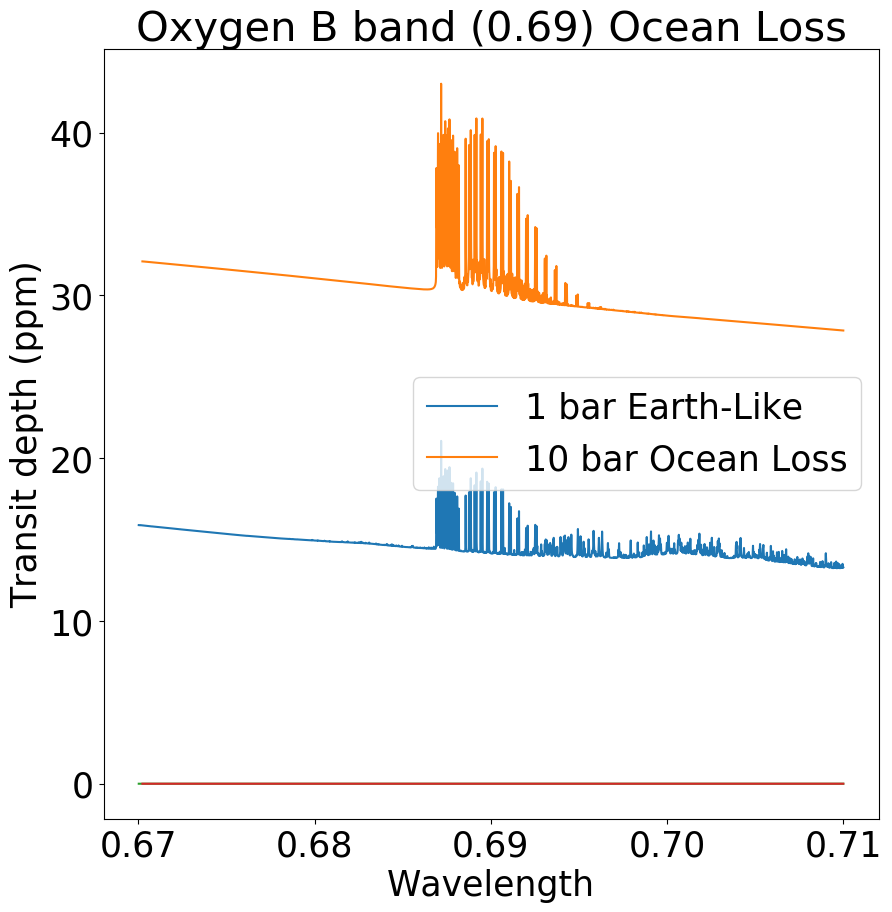 Oxygen B band (0.69) Ocean Loss
Transit depth (ppm)
40
30
20
10
0
1 bar Earth-Like
10 bar Ocean Loss
0.67 0.68 0.69 0.70 0.71
Wavelength